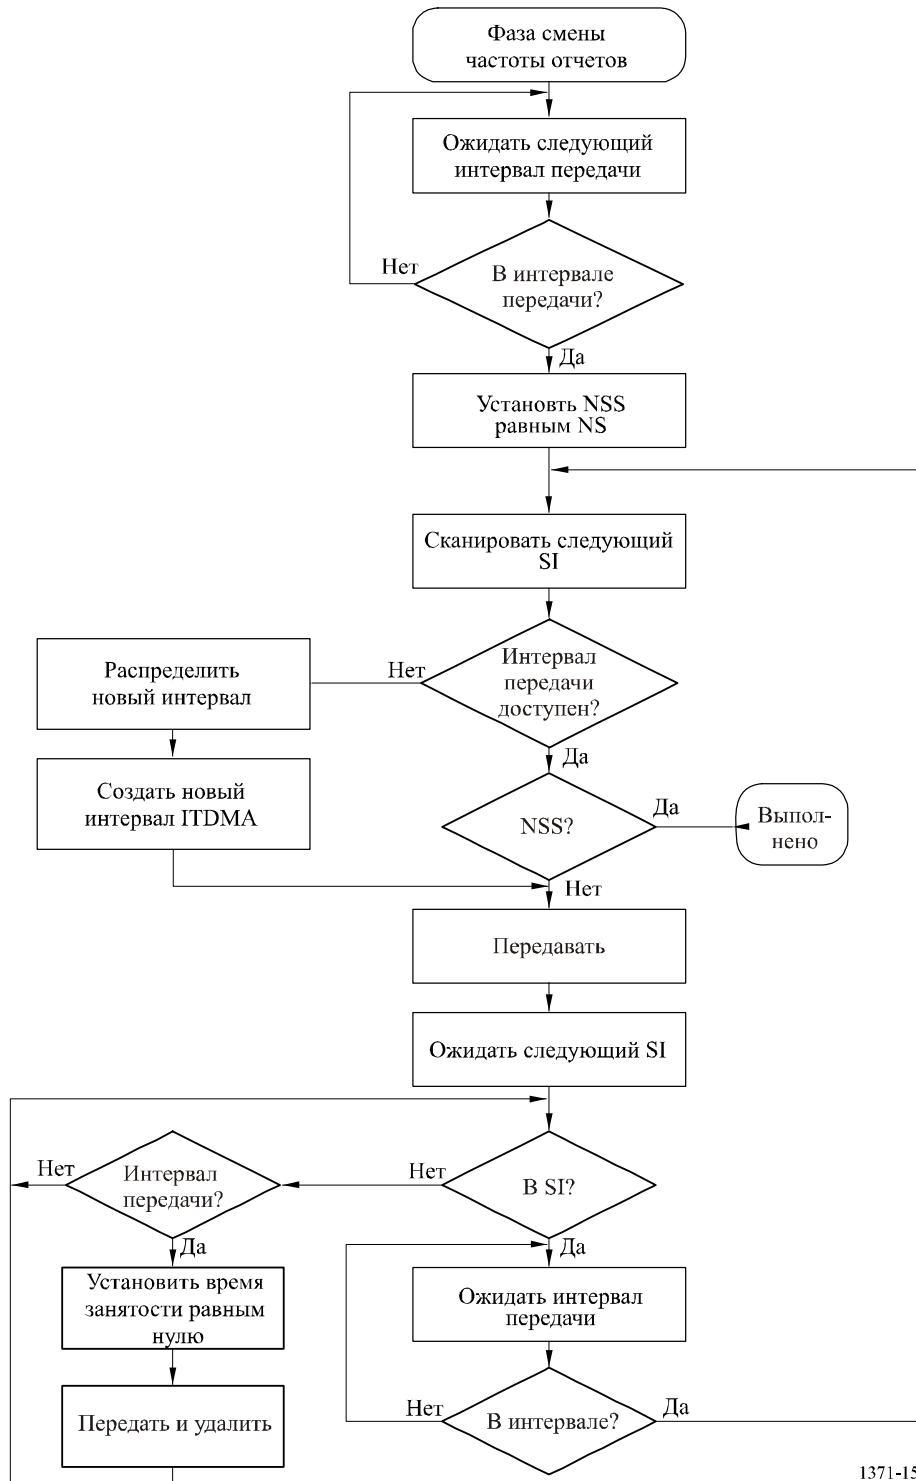 Фаза смены
частоты отчетов
Ожидать следующий
интервал передачи
Нет
В интервале
передачи?
Да
Установть NSS
равным NS
Сканировать следующий
SI
Распределить
новый интервал
Нет
Интервал
передачи
доступен?
Да
Создать новый
интервал ITDMA
NSS?
Да
Выпол-
нено
Нет
Передавать
Ожидать следующий SI
Нет
Интервал
передачи?
Нет
В SI?
Да
Да
Установить время
занятости равным
нулю
Ожидать интервал
передачи
Передать и удалить
Нет
В интервале?
Да
1371-15